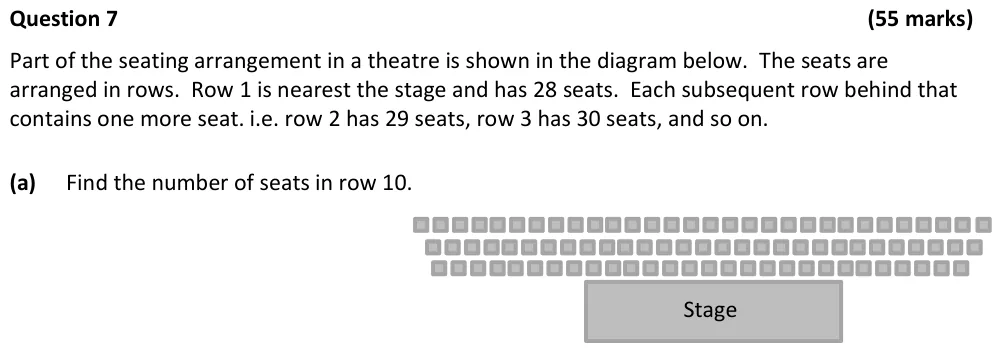 Question 7 (55 marks)
Part of the seating arrangement in a theatre is shown in the diagram below. The seats are
arranged in rows. Row 1 is nearest the stage and has 28 seats. Each subsequent row behind that
contains one more seat. i.e. row 2 has 29 seats, row 3 has 30 seats, and so on.
(a) Find the number of seats in row 10.
Stage